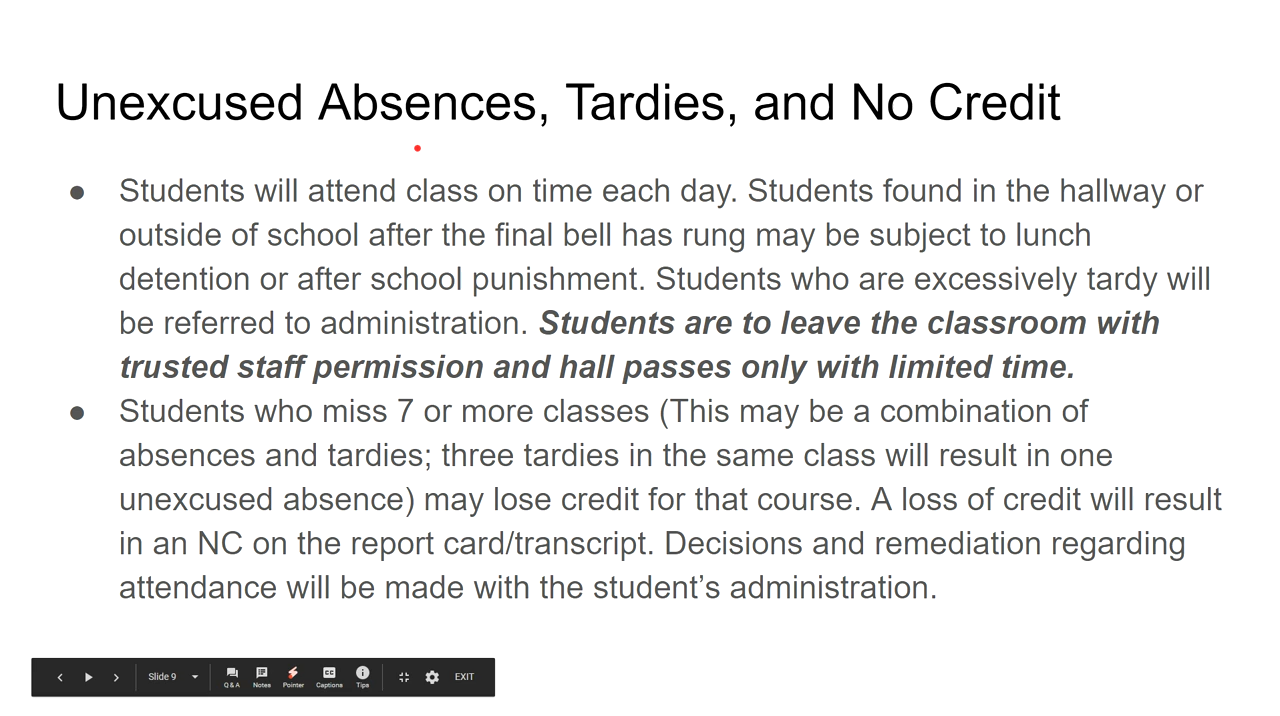 Unexcused Absences, Tardies, and No Credit
● Students will attend class on time each day. Students found in the hallway or
outside of school after the final bell has rung may be subject to lunch
detention or after school punishment. Students who are excessively tardy will
be referred to administration. Students are to leave the classroom with
trusted staff permission and hall passes only with limited time.
● Students who miss 7 or more classes (This may be a combination of
absences and tardies; three tardies in the same class will result in one
unexcused absence) may lose credit for that course. A loss of credit will result
in an NC on the report card/transcript. Decisions and remediation regarding
attendance will be made with the student’s administration.
Slide 9 Q & A Notes Pointer CC Captions Tips EXIT